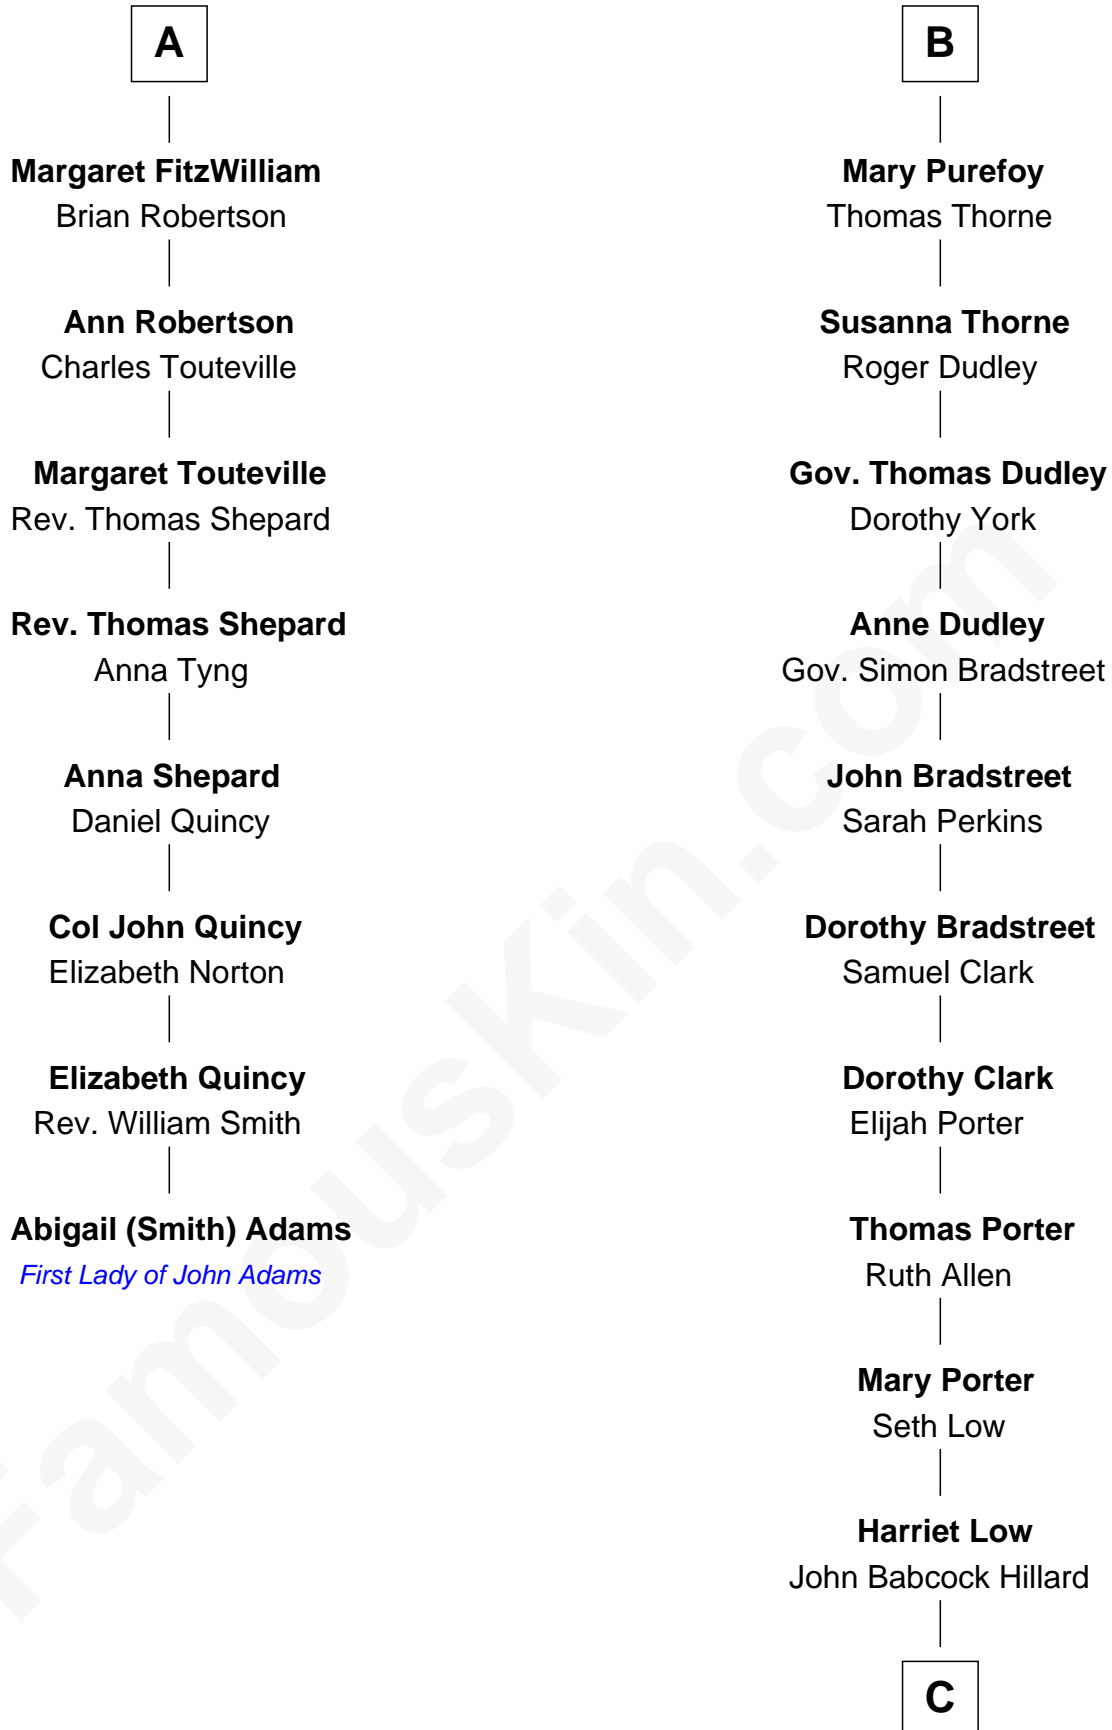 A
Margaret FitzWilliam
Brian Robertson
Ann Robertson
Charles Touteville
Margaret Touteville
Rev. Thomas Shepard
Rev. Thomas Shepard
Anna Tyng
Anna Shepard
Daniel Quincy
Col John Quincy
Elizabeth Norton
Elizabeth Quincy
Rev. William Smith
Abigail (Smith) Adams
First Lady of John Adams
B
Mary Purefoy
Thomas Thorne
Susanna Thorne
Roger Dudley
Gov. Thomas Dudley
Dorothy York
Anne Dudley
Gov. Simon Bradstreet
John Bradstreet
Sarah Perkins
Dorothy Bradstreet
Samuel Clark
Dorothy Clark
Elijah Porter
Thomas Porter
Ruth Allen
Mary Porter
Seth Low
Harriet Low
John Babcock Hillard
C
FamousKin.com